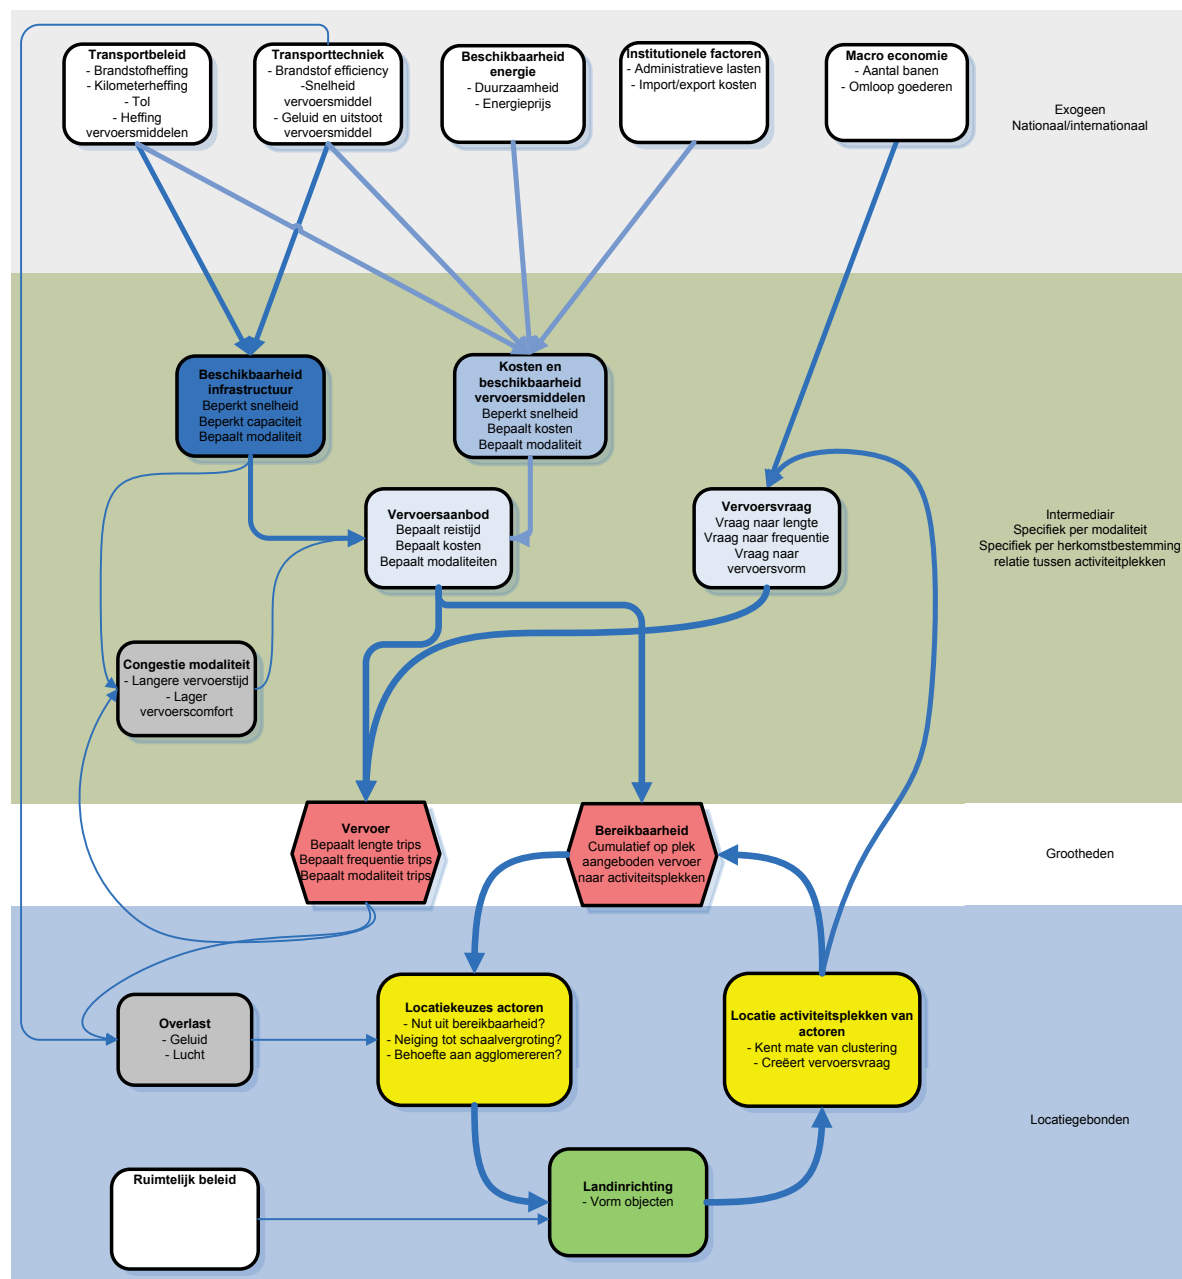 Transportbeleid
- Brandstofheffing
- Kilometerheffing
- Tol
- Heffing
vervoersmiddelen
Transporttechniek
- Brandstof efficiency
-Snelheid
vervoersmiddel
- Geluid en uitstoot
vervoersmiddel
Beschikbaarheid
energie
- Duurzaamheid
- Energieprijs
Institutionele factoren
- Administratieve lasten
- Import/export kosten
Macro economie
- Aantal banen
- Omloop goederen
Exogeen
Nationaal/internationaal
Beschikbaarheid
infrastructuur
Beperkt snelheid
Beperkt capaciteit
Bepaalt modaliteit
Kosten en
beschikbaarheid
vervoersmiddelen
Beperkt snelheid
Bepaalt kosten
Bepaalt modaliteit
Vervoersaanbod
Bepaalt reistijd
Bepaalt kosten
Bepaalt modaliteiten
Vervoersvraag
Vraag naar lengte
Vraag naar frequentie
Vraag naar
vervoersvorm
Intermediair
Specifiek per modaliteit
Specifiek per herkomstbestemming
relatie tussen activiteitplekken
Congestie modaliteit
- Langere vervoerstijd
- Lager
vervoerscomfort
Vervoer
Bepaalt lengte trips
Bepaalt frequentie trips
Bepaalt modaliteit trips
Bereikbaarheid
Cumulatief op plek
aangeboden vervoer
naar activiteitsplekken
Grootheden
Overlast
- Geluid
- Lucht
Locatiekeuzes actoren
- Nut uit bereikbaarheid?
- Neiging tot schaalvergroting?
- Behoefte aan agglomereren?
Locatie activiteitsplekken van
actoren
- Kent mate van clustering
- Creëert vervoersvraag
Locatiegebonden
Ruimtelijk beleid
Landinrichting
- Vorm objecten